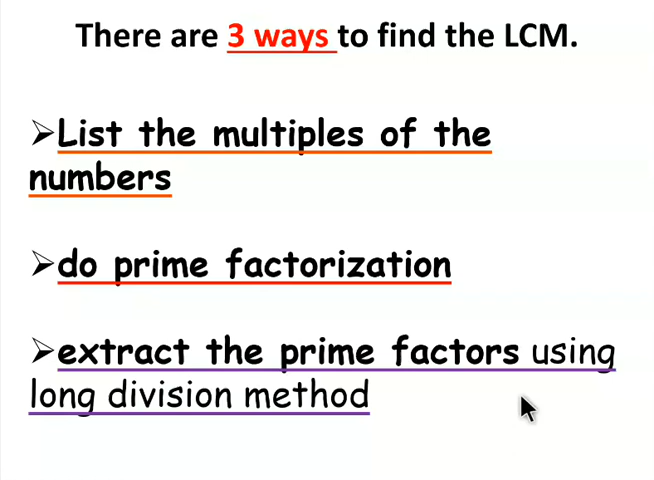 There are 3 ways to find the LCM.
➢List the multiples of the
numbers
➢do prime factorization
➢extract the prime factors using
long division method